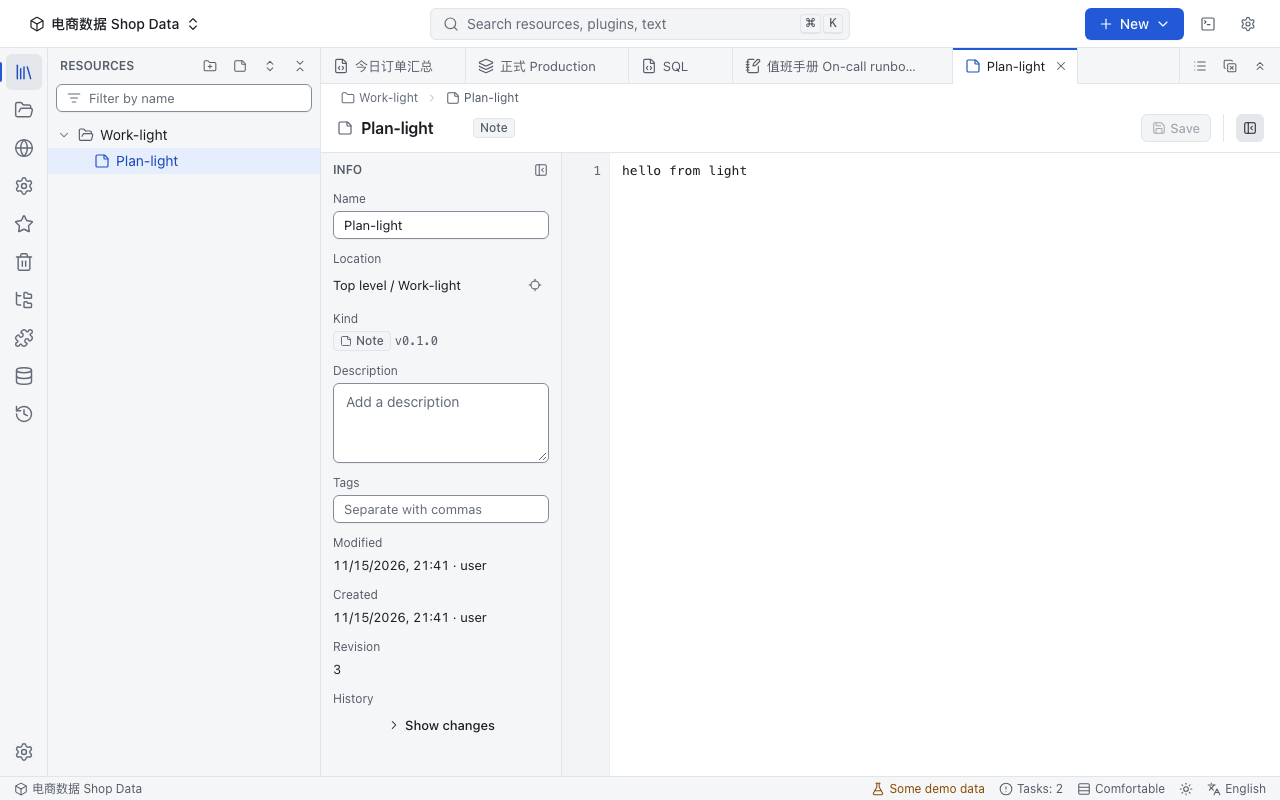 电商数据 Shop Data
Search resources, plugins, text
⌘ K
New
RESOURCES
Filter by name
Work-light
Plan-light
今日订单汇总
正式 Production
SQL
值班手册 On-call runbo...
Plan-light
Work-light
Plan-light
Plan-light
Note
Save
INFO
Name
Plan-light
Location
Top level / Work-light
Kind
Note v0.1.0
Description
Add a description
Tags
Separate with commas
Modified
11/15/2026, 21:41 · user
Created
11/15/2026, 21:41 · user
Revision
3
History
Show changes
1 hello from light
电商数据 Shop Data
Some demo data
Tasks: 2
Comfortable
English